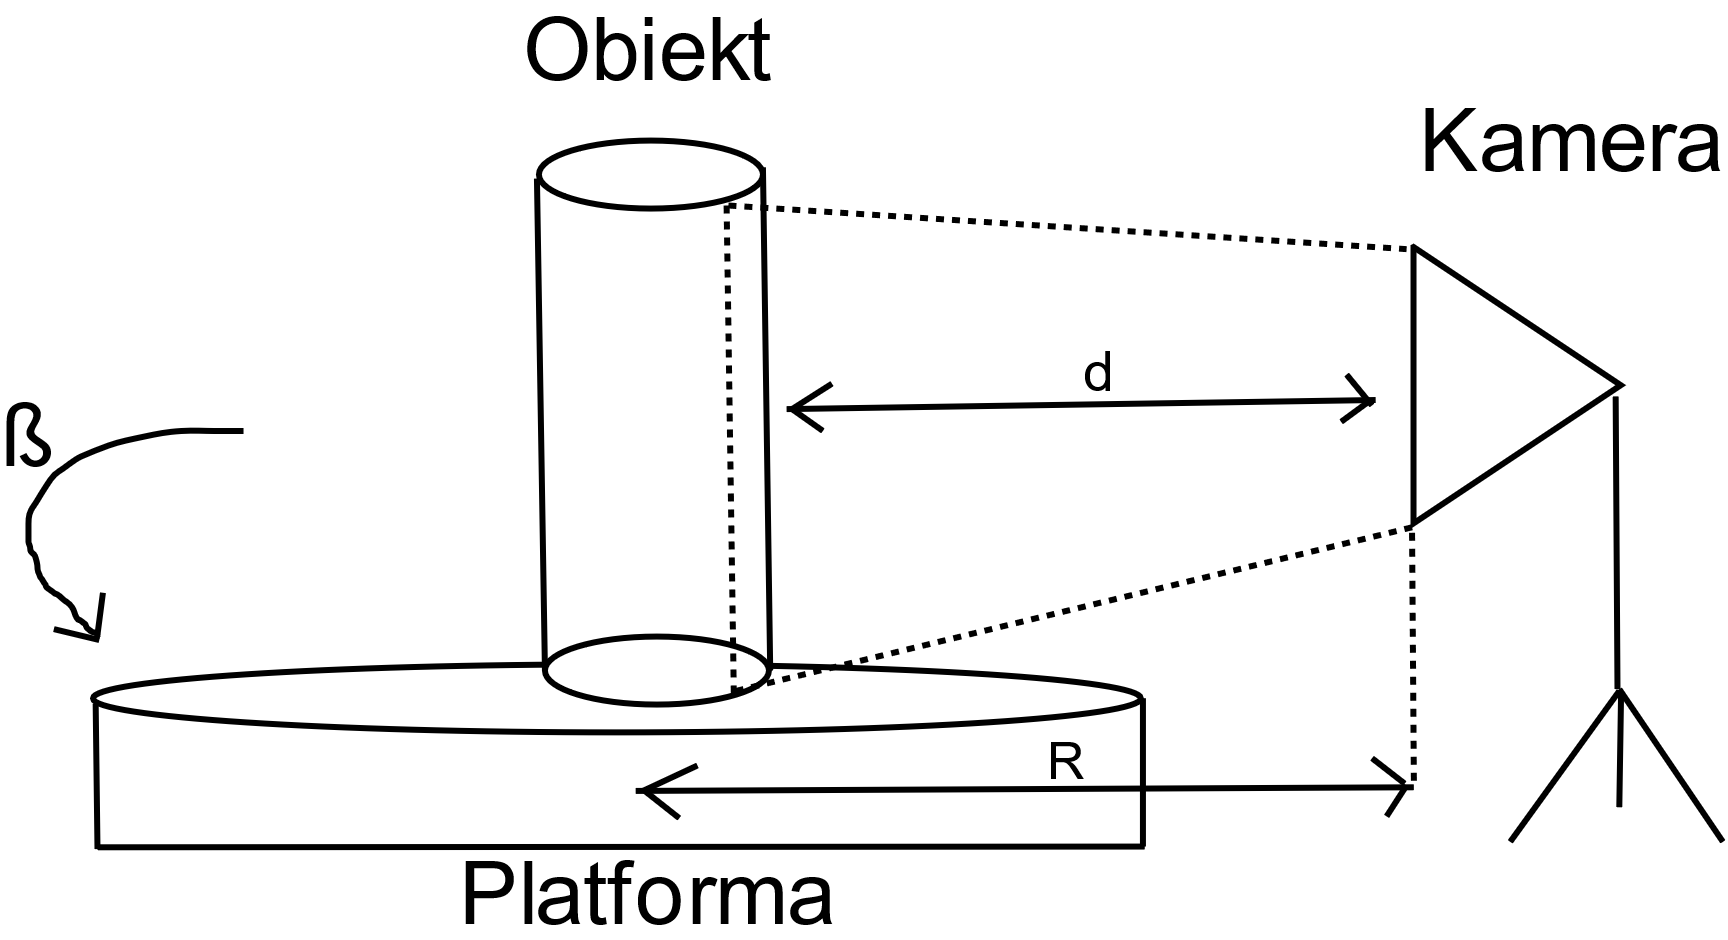 Obiekt
Kamera
d
ß
R
Platforma